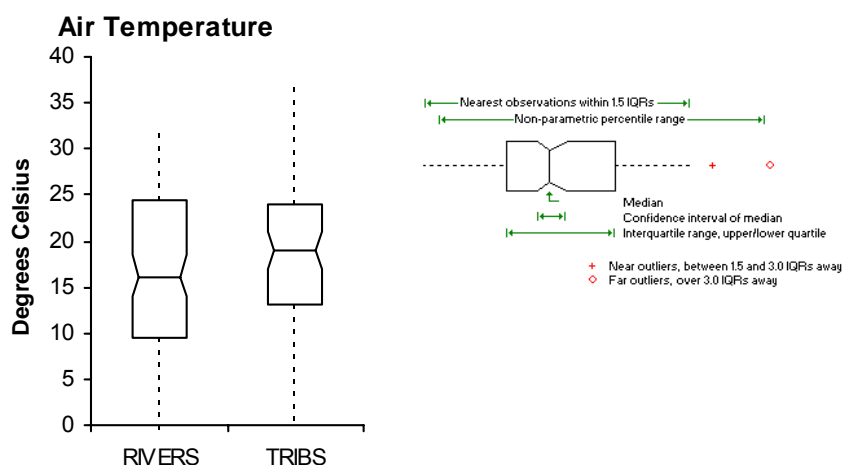 Air Temperature
40
35
30
25
20
15
10
5
0
Degrees Celsius
RIVERS
TRIBS
Nearest observations within 1.5 IQRs
Non-parametric percentile range
Median
Confidence interval of median
Interquartile range, upper/lower quartile
+ Near outliers, between 1.5 and 3.0 IQRs away
Far outliers, over 3.0 IQRs away